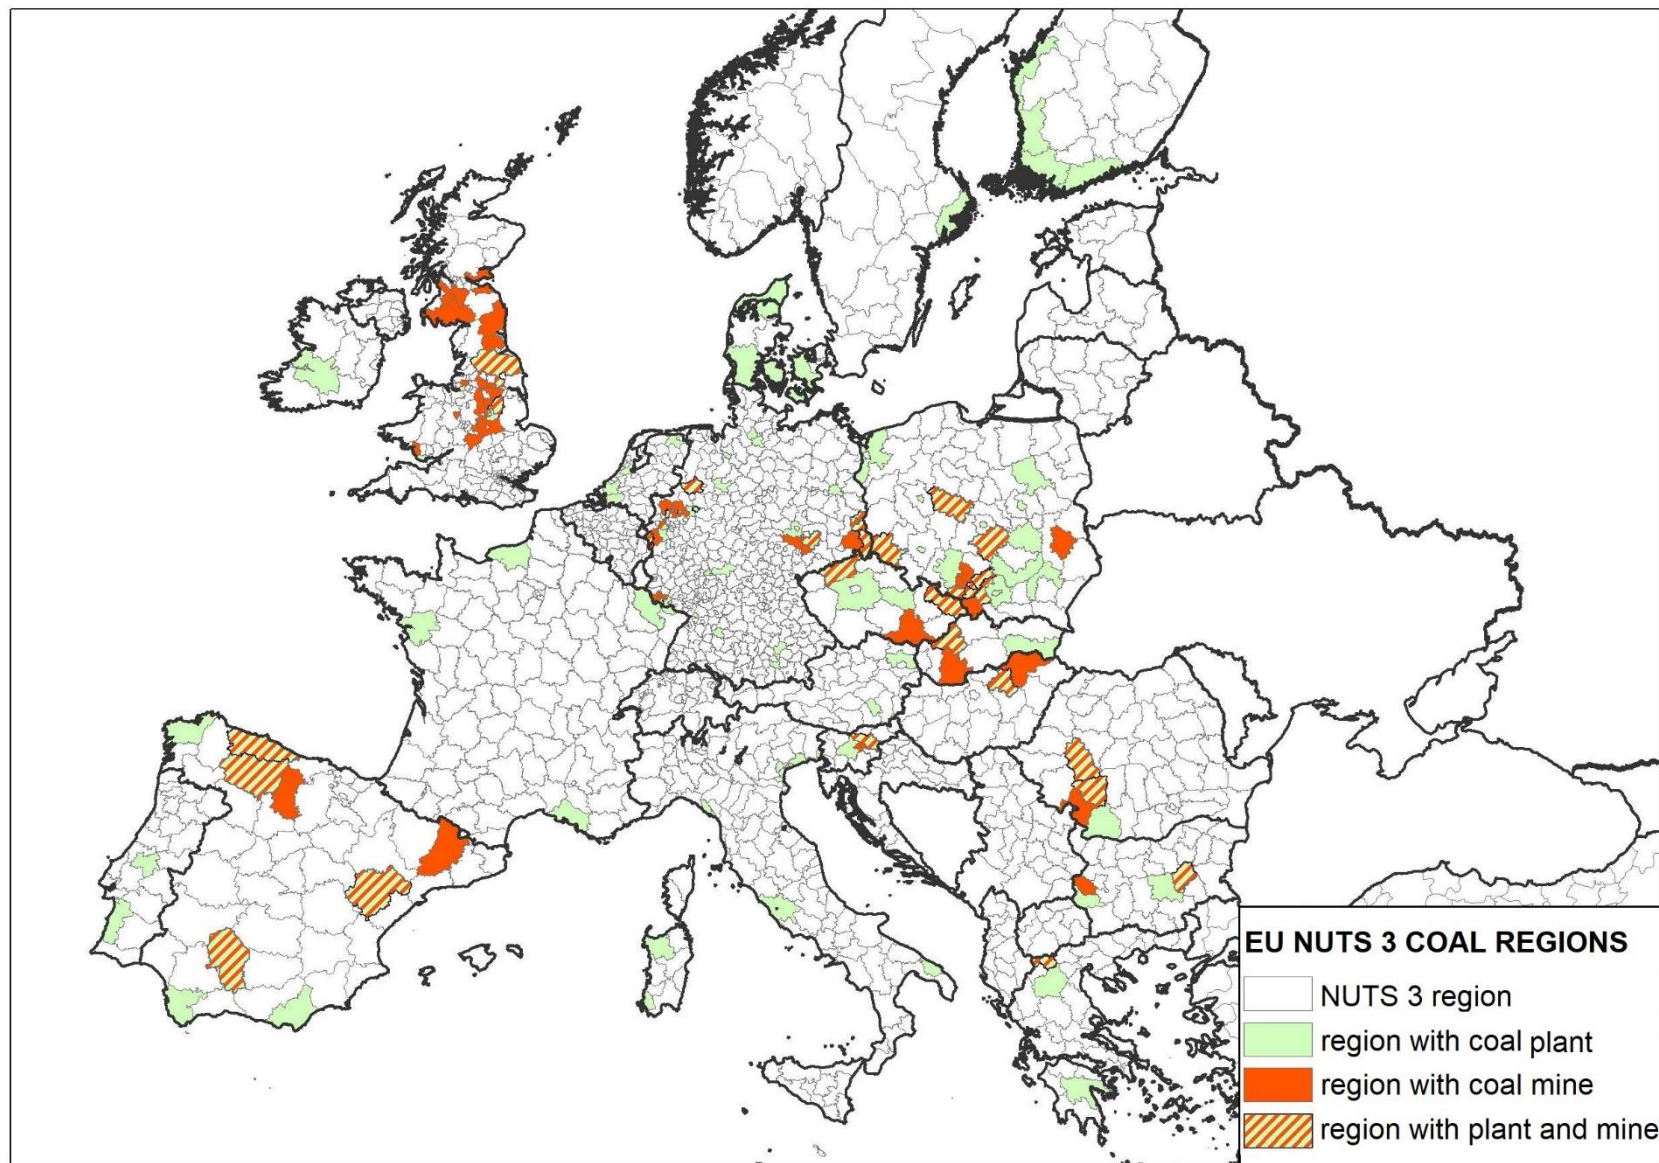 EU NUTS 3 COAL REGIONS
NUTS 3 region
region with coal plant
region with coal mine
region with plant and mine